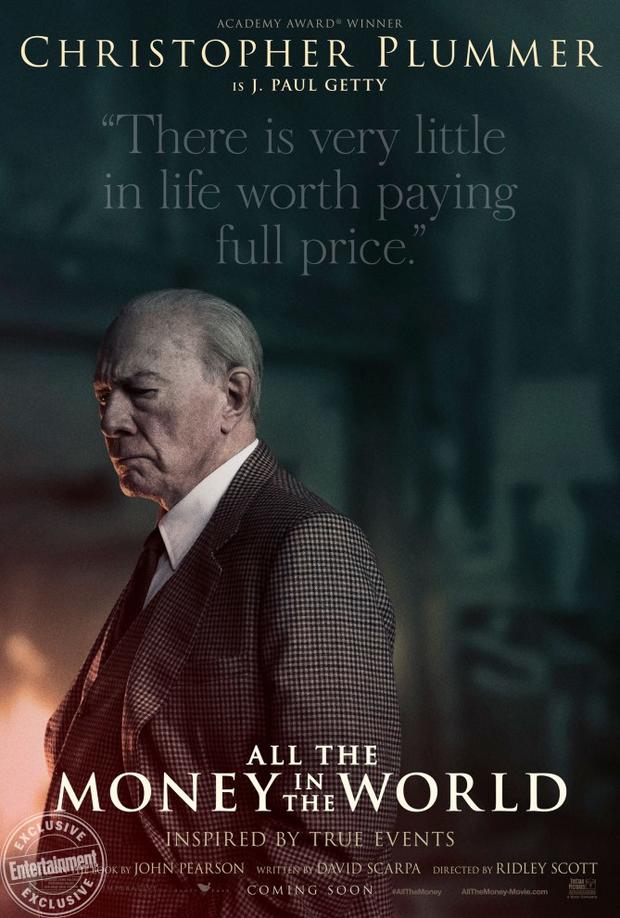 ACADEMY AWARD® WINNER
CHRISTOPHER PLUMMER
IS J. PAUL GETTY
“There is very little
in life worth paying
full price.”
ALL THE
MONEY IN THE WORLD
INSPIRED BY TRUE EVENTS
BOOK BY JOHN PEARSON WRITTEN BY DAVID SCARPA DIRECTED BY RIDLEY SCOTT
COMING SOON #AllTheMoney AllTheMoney-Movie.com
EXCLUSIVE
Entertainment
EXCLUSIVE